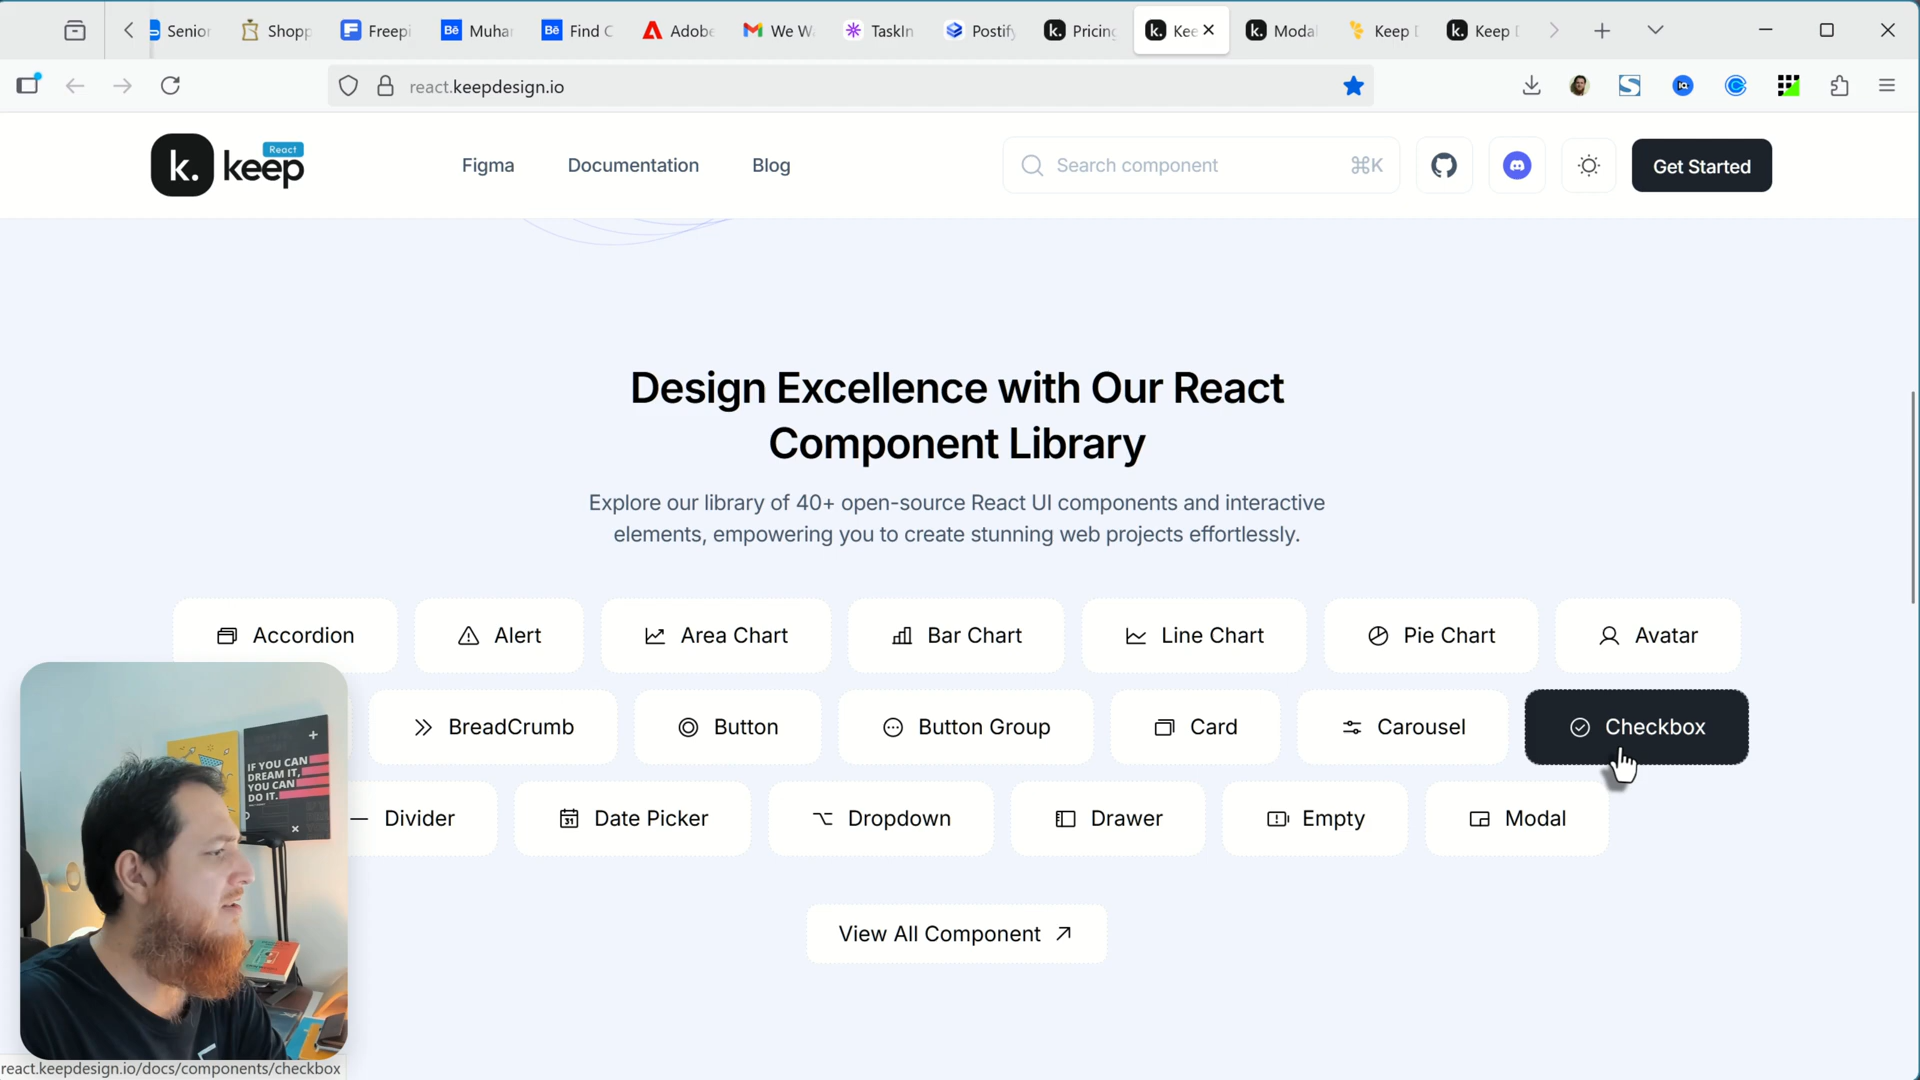 Senior
Shopp
Freepi
Muha
Find C
Adobe
We Wa
TaskIn
Postify
Pricing
Kee
Moda
Keep D
Keep D
react.keepdesign.io
k. keep React
Figma
Documentation
Blog
Search component
⌘K
Get Started
Design Excellence with Our React
Component Library
Explore our library of 40+ open-source React UI components and interactive
elements, empowering you to create stunning web projects effortlessly.
Accordion
Alert
Area Chart
Bar Chart
Line Chart
Pie Chart
Avatar
BreadCrumb
Button
Button Group
Card
Carousel
Checkbox
Divider
Date Picker
Dropdown
Drawer
Empty
Modal
View All Component
IF YOU CAN
DREAM IT,
YOU CAN
DO IT.
react.keepdesign.io/docs/components/checkbox